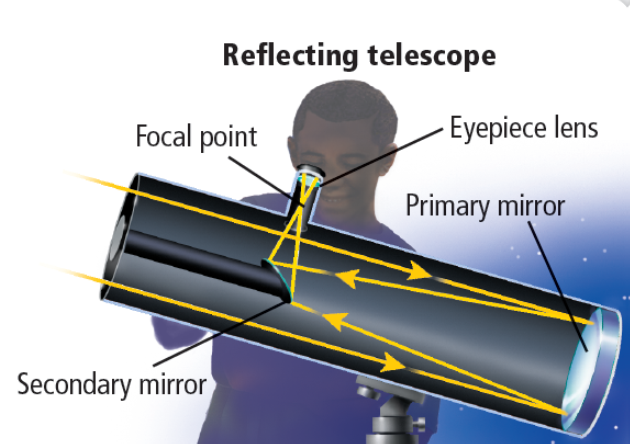 Reflecting telescope
Focal point
Eyepiece lens
Primary mirror
Secondary mirror